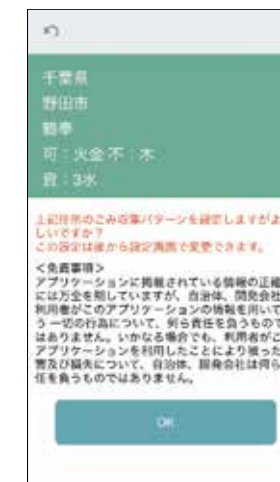 千葉県
野田市
鶴奉
可：火金 不：木
資：3水
上記住所のごみ収集パターンを設定しますがよ
しいですか？
この設定は後から設定画面で変更できます。
＜免責事項＞
アプリケーションに掲載されている情報の正確
には万全を期していますが、自治体、開発会社
利用者がこのアプリケーションの情報を用いて
う一切の行為について、何ら責任を負うもので
はありません。いかなる場合でも、利用者がこ
アプリケーションを利用したことにより被った
害及び損失について、自治体、開発会社は何ら
任を負うものではありません。
OK